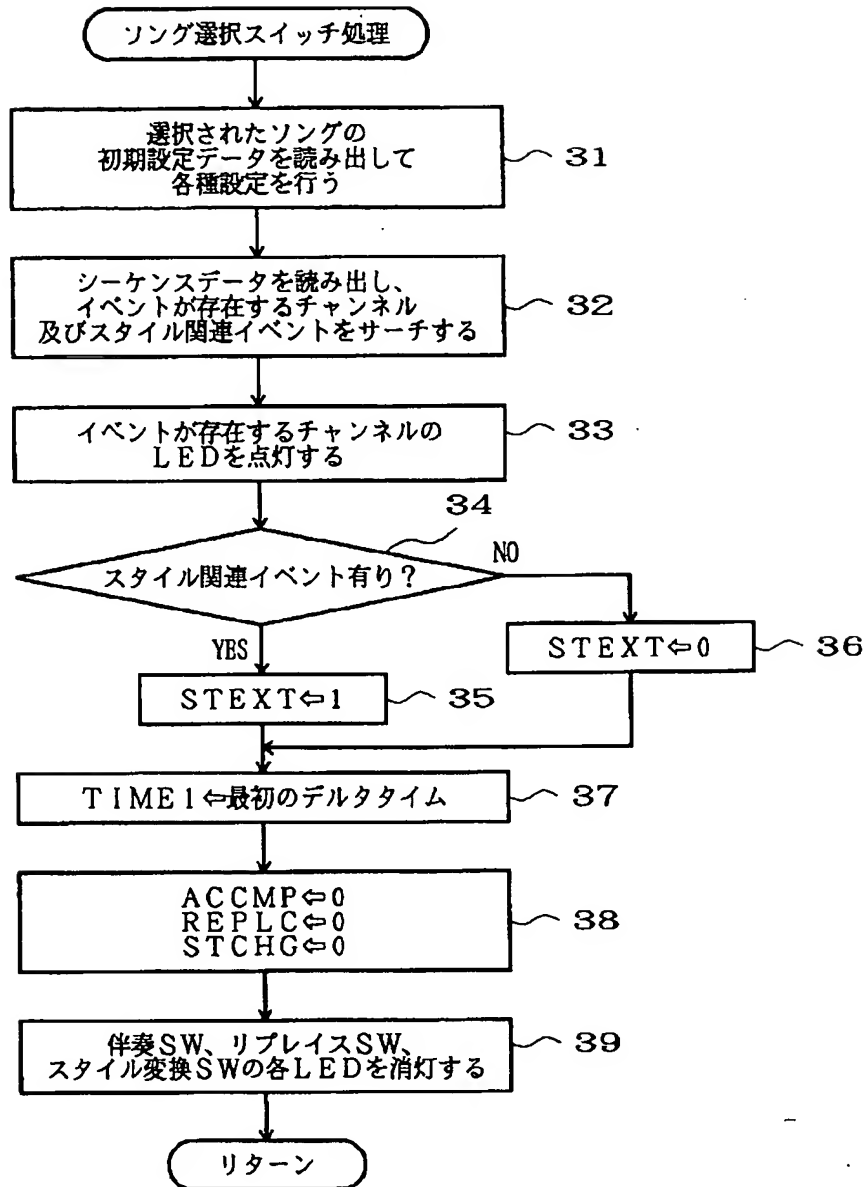 ソング選択スイッチ処理
選択されたソングの
初期設定データを読み出して
各種設定を行う
31
シーケンスデータを読み出し、
イベントが存在するチャンネル
及びスタイル関連イベントをサーチする
32
イベントが存在するチャンネルの
LEDを点灯する
33
34
スタイル関連イベント有り？
NO
YES
STEXT⇦0
36
STEXT⇦1
35
TIME1⇦最初のデルタタイム
37
ACCMP⇦0
REPLC⇦0
STCHG⇦0
38
伴奏SW、リプレイスSW、
スタイル変換SWの各LEDを消灯する
39
リターン